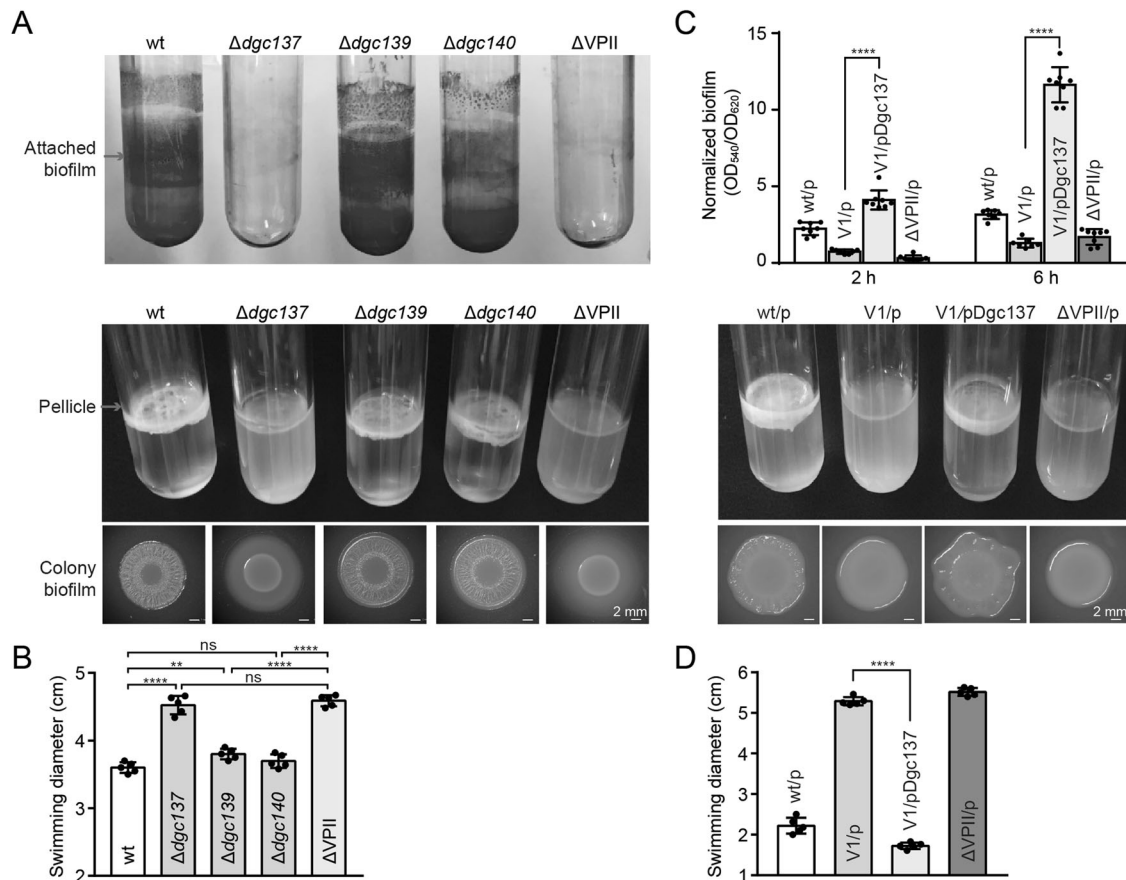 A
wt Δdgc137 Δdgc139 Δdgc140 ΔVPII
Attached
biofilm
wt Δdgc137 Δdgc139 Δdgc140 ΔVPII
Pellicle
Colony
biofilm
2 mm
B
ns
ns ****
** ****
**** ns
Swimming diameter (cm)
5
4
3
2
wt
Δdgc137
Δdgc139
Δdgc140
ΔVPII
C
Normalized biofilm
(OD540/OD620)
15
10
5
0
****
****
wt/p
V1/p
V1/pDgc137
ΔVPII/p
wt/p
V1/p
V1/pDgc137
ΔVPII/p
2 h 6 h
wt/p V1/p V1/pDgc137 ΔVPII/p
2 mm
D
****
Swimming diameter (cm)
6
5
4
3
2
1
wt/p
V1/p
V1/pDgc137
ΔVPII/p